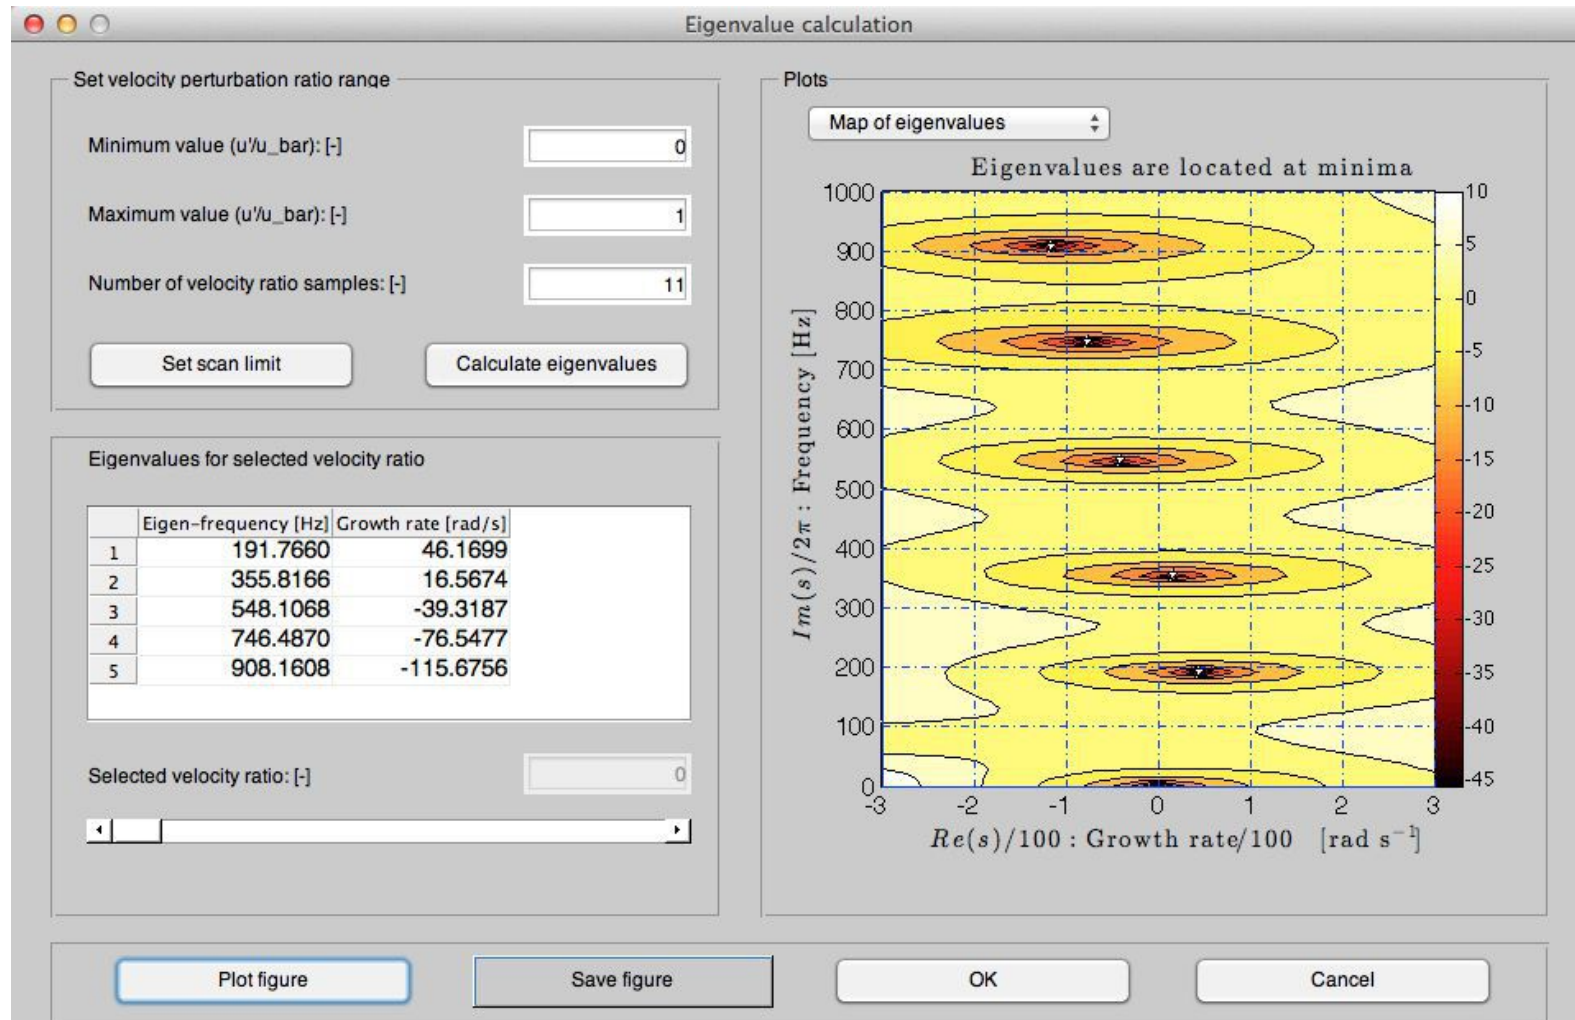 Eigenvalue calculation
Set velocity perturbation ratio range
Minimum value (u'/u_bar): [-]
0
Maximum value (u'/u_bar): [-]
1
Number of velocity ratio samples: [-]
11
Set scan limit
Calculate eigenvalues
Eigenvalues for selected velocity ratio
Eigen-frequency [Hz] Growth rate [rad/s]
1 191.7660 46.1699
2 355.8166 16.5674
3 548.1068 -39.3187
4 746.4870 -76.5477
5 908.1608 -115.6756
Selected velocity ratio: [-]
0
Plots
Map of eigenvalues
Eigenvalues are located at minima
Im(s)/2π : Frequency [Hz]
1000
900
800
700
600
500
400
300
200
100
0
-3 -2 -1 0 1 2 3
Re(s)/100 : Growth rate/100 [rad s⁻¹]
10
5
0
-5
-10
-15
-20
-25
-30
-35
-40
-45
Plot figure
Save figure
OK
Cancel